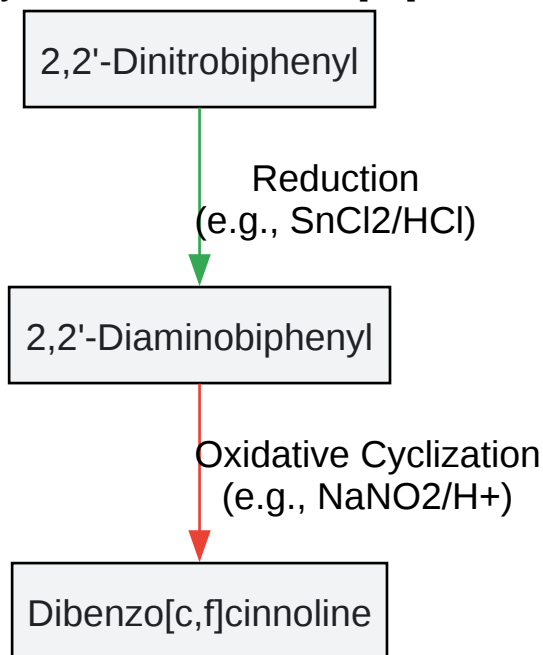 2,2'-Dinitrobiphenyl
Reduction
(e.g., SnCl2/HCl)
2,2'-Diaminobiphenyl
Oxidative Cyclization
(e.g., NaNO2/H+)
Dibenzo[c,f]cinnoline